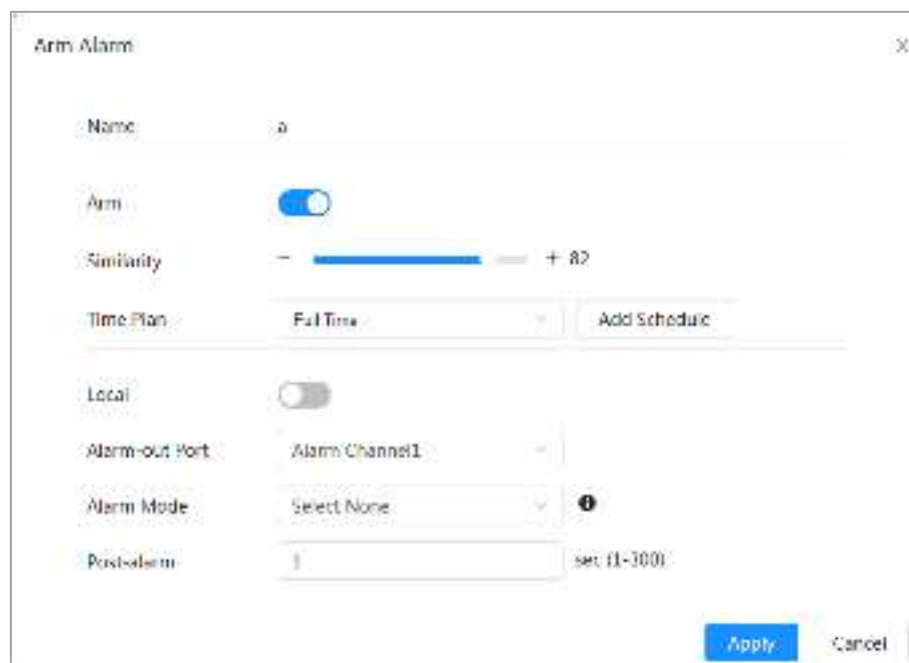 Arm Alarm X
Name a
Arm
Similarity − + 82
Time Plan Full Time Add Schedule
Local
Alarm-out Port Alarm Channel1
Alarm Mode Select None
Post-alarm 1 sec (1-300)
Apply Cancel